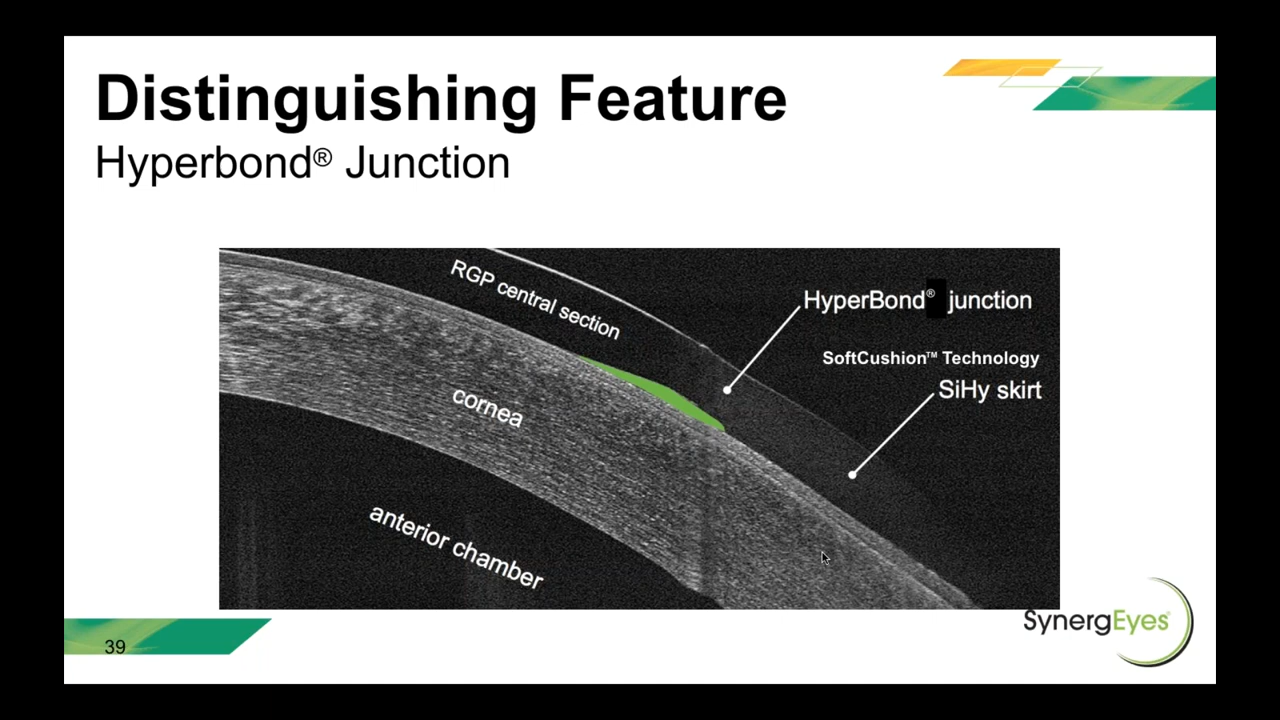 Distinguishing Feature
Hyperbond® Junction
RGP central section
HyperBond® junction
SoftCushion™ Technology
SiHy skirt
cornea
anterior chamber
SynergEyes®
39